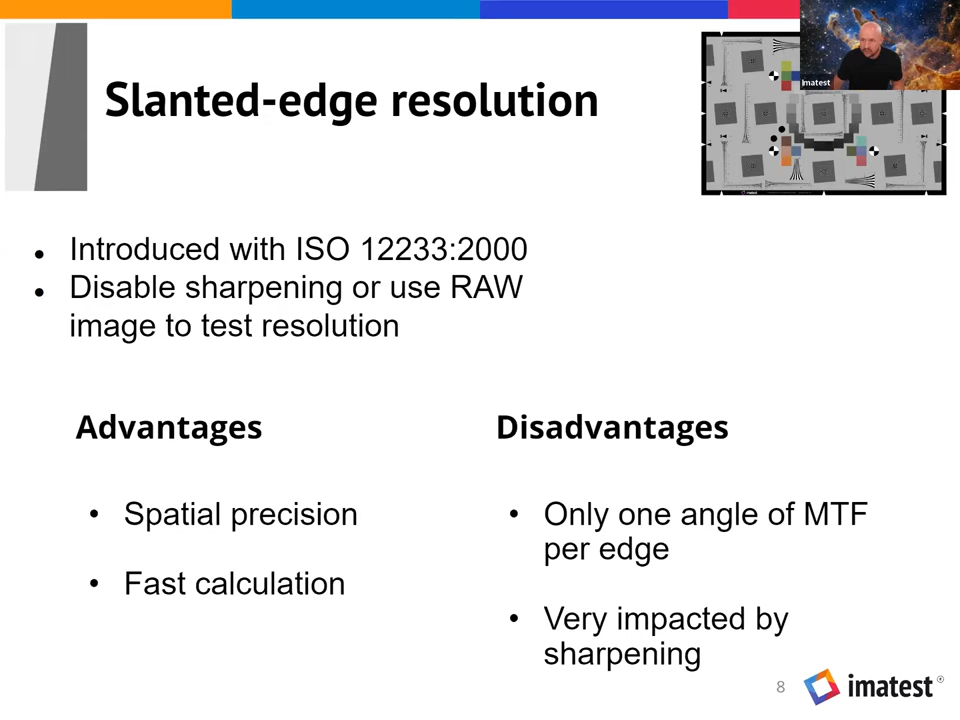 Slanted-edge resolution
Imatest
• Introduced with ISO 12233:2000
• Disable sharpening or use RAW
image to test resolution
Advantages
• Spatial precision
• Fast calculation
Disadvantages
• Only one angle of MTF
per edge
• Very impacted by
sharpening
8
imatest®